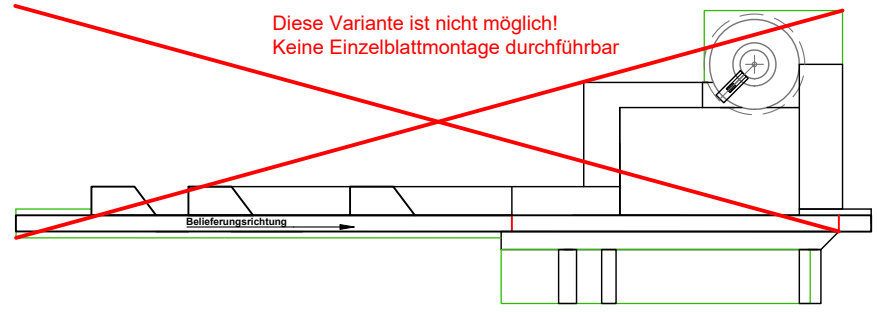 Diese Variante ist nicht möglich!
Keine Einzelblattmontage durchführbar
Belieferungsrichtung